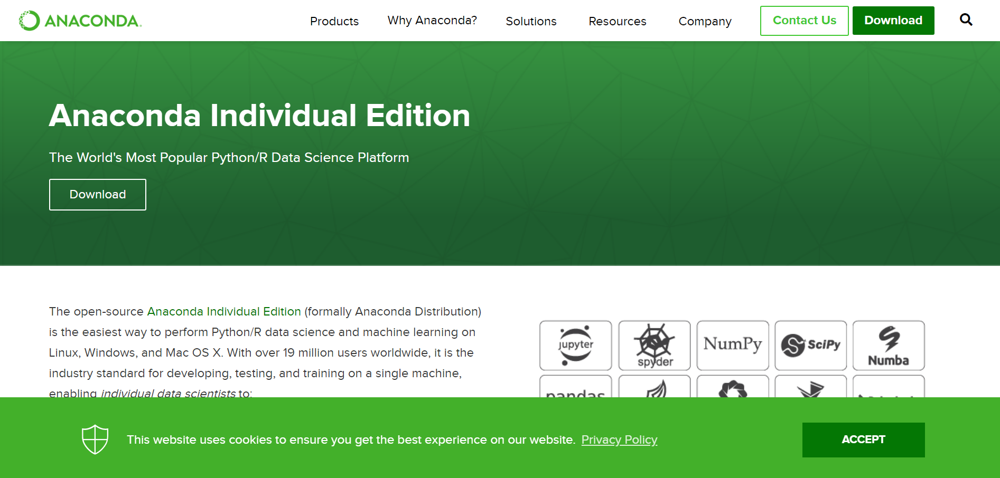 ANACONDA.
Products
Why Anaconda?
Solutions
Resources
Company
Contact Us
Download
Anaconda Individual Edition
The World's Most Popular Python/R Data Science Platform
Download
The open-source Anaconda Individual Edition (formally Anaconda Distribution)
is the easiest way to perform Python/R data science and machine learning on
Linux, Windows, and Mac OS X. With over 19 million users worldwide, it is the
industry standard for developing, testing, and training on a single machine,
enabling individual data scientists to:
jupyter
spyder
NumPy
SciPy
Numba
pandas
This website uses cookies to ensure you get the best experience on our website. Privacy Policy
ACCEPT